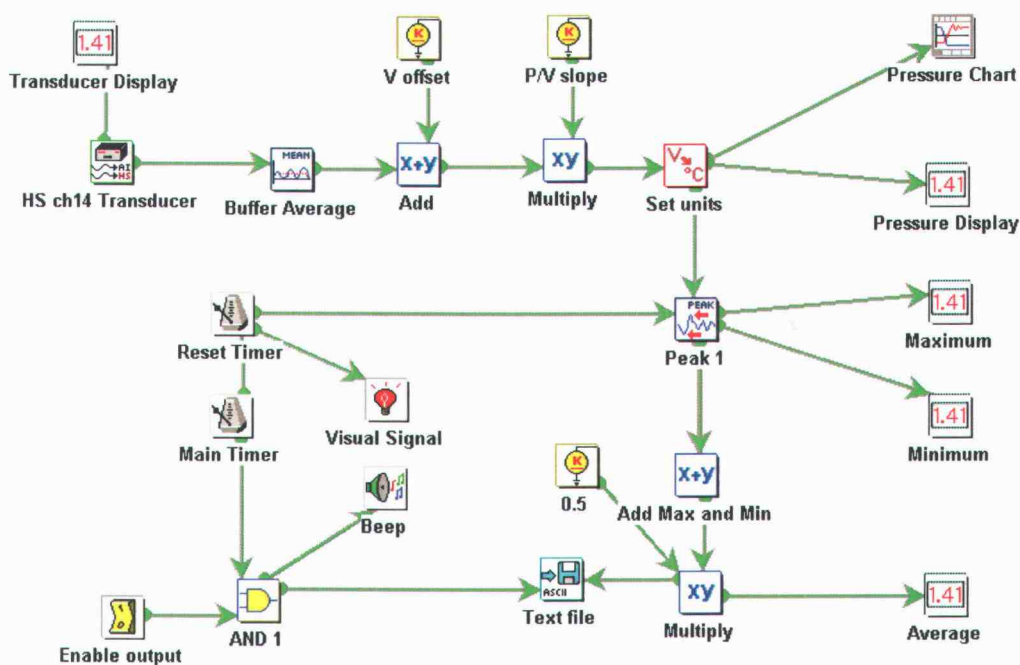 1.41
Transducer Display
K
V offset
K
P/V slope
Pressure Chart
AI
HS
HS ch14 Transducer
MEAN
Buffer Average
x+y
Add
xy
Multiply
V
°C
Set units
1.41
Pressure Display
Reset Timer
PEAK
Peak 1
1.41
Maximum
Main Timer
Visual Signal
1.41
Minimum
Beep
K
0.5
x+y
Add Max and Min
Enable output
AND 1
ASCII
Text file
xy
Multiply
1.41
Average